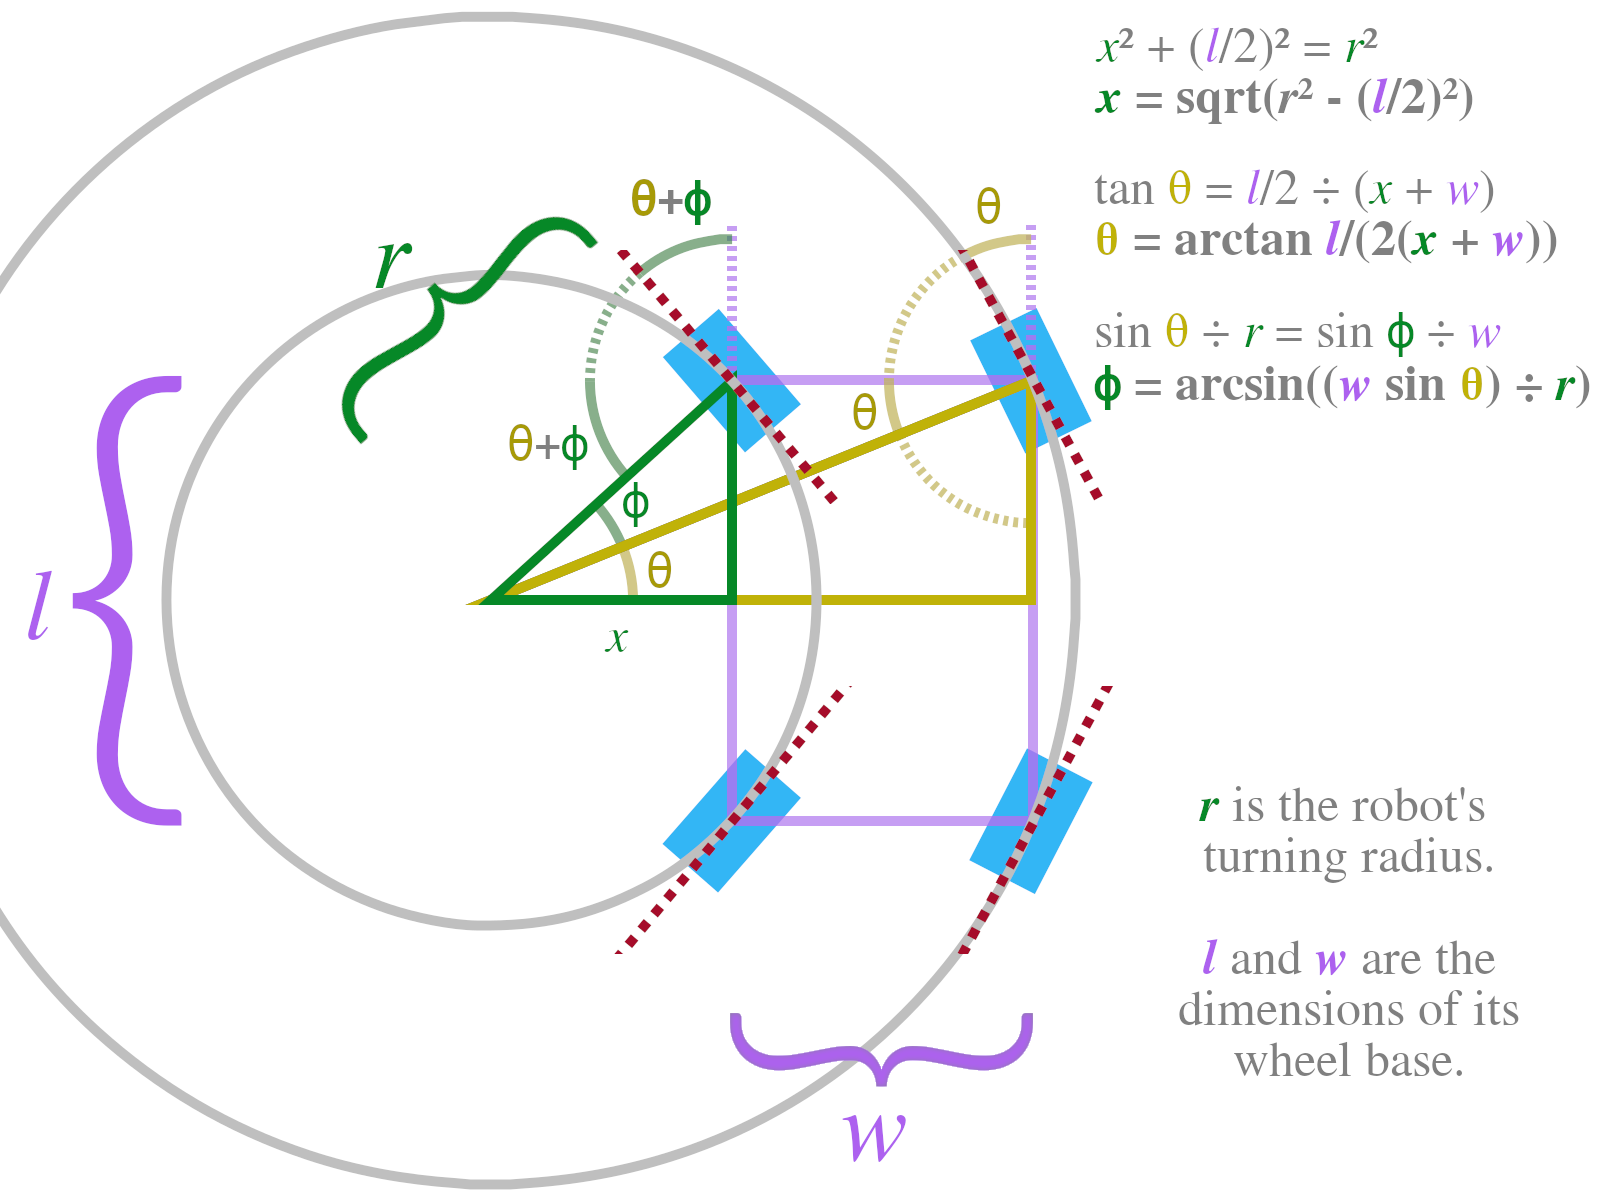 x² + (l/2)² = r²
x = sqrt(r² - (l/2)²)
tan θ = l/2 ÷ (x + w)
θ = arctan l/(2(x + w))
sin θ ÷ r = sin ϕ ÷ w
ϕ = arcsin((w sin θ) ÷ r)
θ+ϕ
θ
r
θ
θ+ϕ
ϕ
θ
l
x
r is the robot's
turning radius.
l and w are the
dimensions of its
wheel base.
w